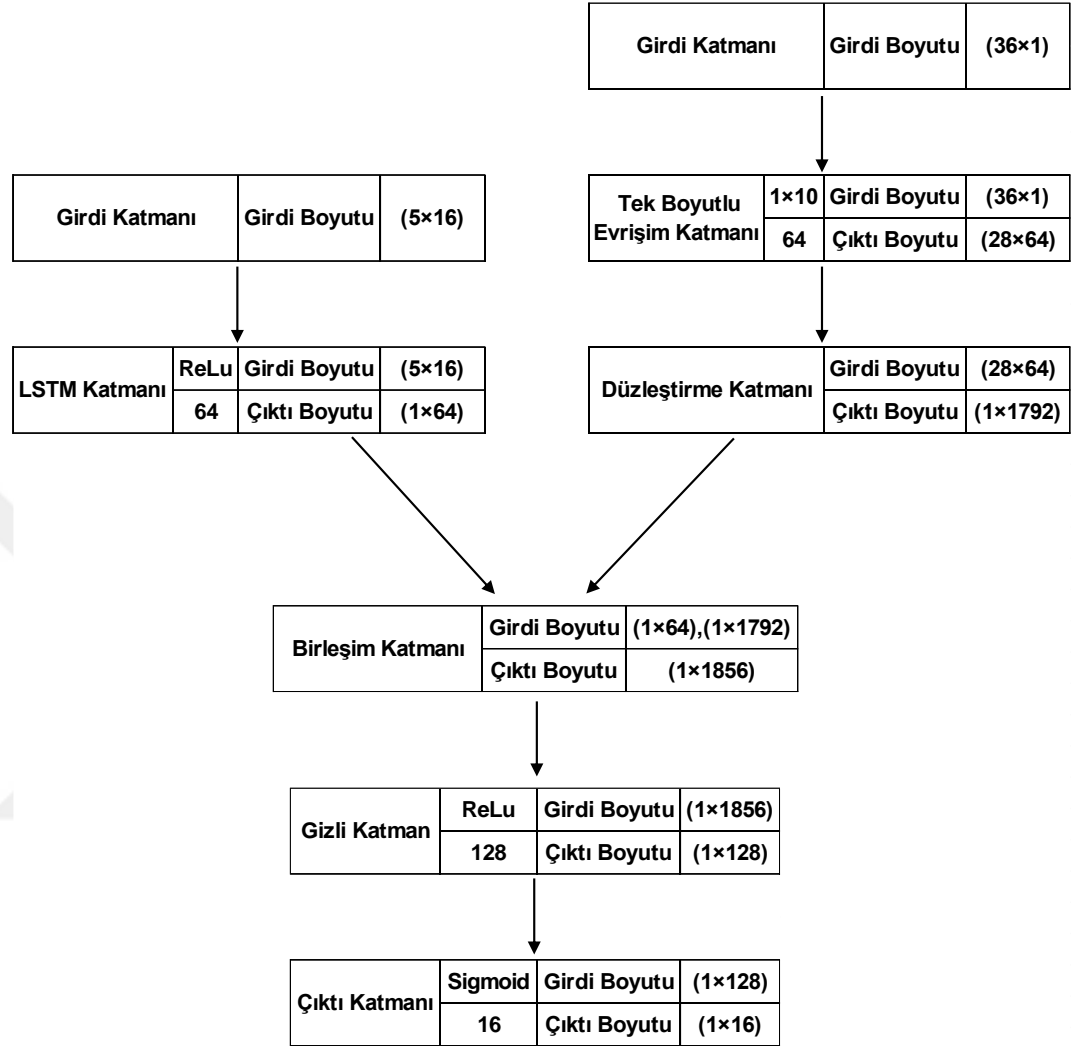 Girdi Katmanı Girdi Boyutu (36×1)
Girdi Katmanı Girdi Boyutu (5×16)
Tek Boyutlu 1×10 Girdi Boyutu (36×1)
Evrişim Katmanı 64 Çıktı Boyutu (28×64)
LSTM Katmanı ReLu Girdi Boyutu (5×16)
64 Çıktı Boyutu (1×64)
Düzleştirme Katmanı Girdi Boyutu (28×64)
Çıktı Boyutu (1×1792)
Birleşim Katmanı Girdi Boyutu (1×64),(1×1792)
Çıktı Boyutu (1×1856)
Gizli Katman ReLu Girdi Boyutu (1×1856)
128 Çıktı Boyutu (1×128)
Çıktı Katmanı Sigmoid Girdi Boyutu (1×128)
16 Çıktı Boyutu (1×16)